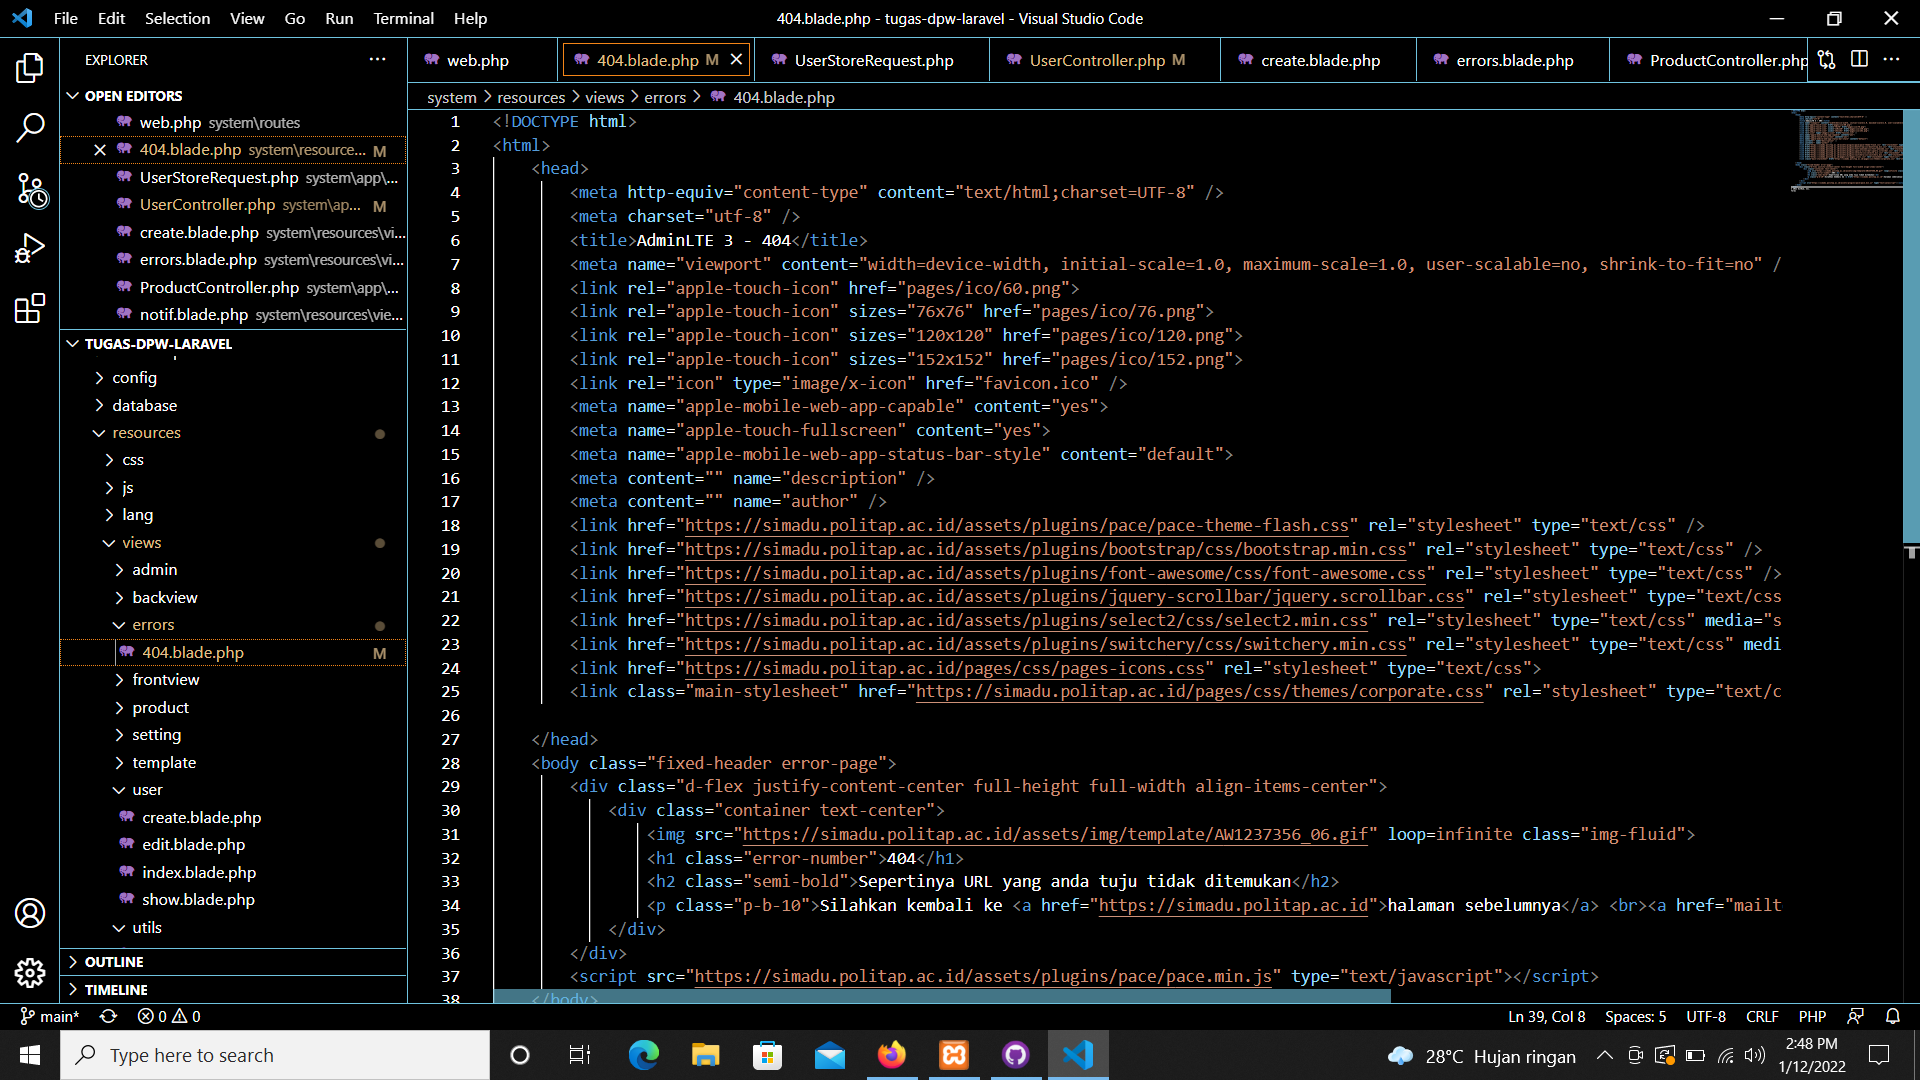 File Edit Selection View Go Run Terminal Help
404.blade.php - tugas-dpw-laravel - Visual Studio Code
EXPLORER
OPEN EDITORS
web.php system\routes
404.blade.php system\resource... M
UserStoreRequest.php system\app\...
UserController.php system\ap... M
create.blade.php system\resources\vi...
errors.blade.php system\resources\vi...
ProductController.php system\app\...
notif.blade.php system\resources\vie...
TUGAS-DPW-LARAVEL
config
database
resources
css
js
lang
views
admin
backview
errors
404.blade.php M
frontview
product
setting
template
user
create.blade.php
edit.blade.php
index.blade.php
show.blade.php
utils
OUTLINE
TIMELINE
web.php 404.blade.php M UserStoreRequest.php UserController.php M create.blade.php errors.blade.php ProductController.php
system > resources > views > errors > 404.blade.php
1 <!DOCTYPE html>
2 <html>
3 <head>
4 <meta http-equiv="content-type" content="text/html;charset=UTF-8" />
5 <meta charset="utf-8" />
6 <title>AdminLTE 3 - 404</title>
7 <meta name="viewport" content="width=device-width, initial-scale=1.0, maximum-scale=1.0, user-scalable=no, shrink-to-fit=no" /
8 <link rel="apple-touch-icon" href="pages/ico/60.png">
9 <link rel="apple-touch-icon" sizes="76x76" href="pages/ico/76.png">
10 <link rel="apple-touch-icon" sizes="120x120" href="pages/ico/120.png">
11 <link rel="apple-touch-icon" sizes="152x152" href="pages/ico/152.png">
12 <link rel="icon" type="image/x-icon" href="favicon.ico" />
13 <meta name="apple-mobile-web-app-capable" content="yes">
14 <meta name="apple-touch-fullscreen" content="yes">
15 <meta name="apple-mobile-web-app-status-bar-style" content="default">
16 <meta content="" name="description" />
17 <meta content="" name="author" />
18 <link href="https://simadu.politap.ac.id/assets/plugins/pace/pace-theme-flash.css" rel="stylesheet" type="text/css" />
19 <link href="https://simadu.politap.ac.id/assets/plugins/bootstrap/css/bootstrap.min.css" rel="stylesheet" type="text/css" />
20 <link href="https://simadu.politap.ac.id/assets/plugins/font-awesome/css/font-awesome.css" rel="stylesheet" type="text/css" />
21 <link href="https://simadu.politap.ac.id/assets/plugins/jquery-scrollbar/jquery.scrollbar.css" rel="stylesheet" type="text/css
22 <link href="https://simadu.politap.ac.id/assets/plugins/select2/css/select2.min.css" rel="stylesheet" type="text/css" media="s
23 <link href="https://simadu.politap.ac.id/assets/plugins/switchery/css/switchery.min.css" rel="stylesheet" type="text/css" medi
24 <link href="https://simadu.politap.ac.id/pages/css/pages-icons.css" rel="stylesheet" type="text/css">
25 <link class="main-stylesheet" href="https://simadu.politap.ac.id/pages/css/themes/corporate.css" rel="stylesheet" type="text/c
26
27 </head>
28 <body class="fixed-header error-page">
29 <div class="d-flex justify-content-center full-height full-width align-items-center">
30 <div class="container text-center">
31 <img src="https://simadu.politap.ac.id/assets/img/template/AW1237356_06.gif" loop=infinite class="img-fluid">
32 <h1 class="error-number">404</h1>
33 <h2 class="semi-bold">Sepertinya URL yang anda tuju tidak ditemukan</h2>
34 <p class="p-b-10">Silahkan kembali ke <a href="https://simadu.politap.ac.id">halaman sebelumnya</a> <br><a href="mailt
35 </div>
36 </div>
37 <script src="https://simadu.politap.ac.id/assets/plugins/pace/pace.min.js" type="text/javascript"></script>
38 </body>
main* 0 0
Ln 39, Col 8 Spaces: 5 UTF-8 CRLF PHP
Type here to search
28°C Hujan ringan
2:48 PM
1/12/2022